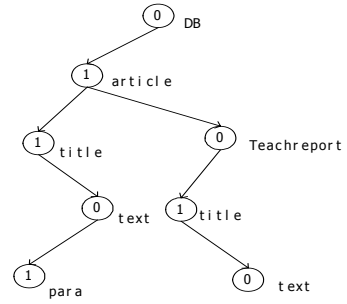 0 DB
1 article
1 title
0 Teachreport
0 text
1 title
1 para
0 text